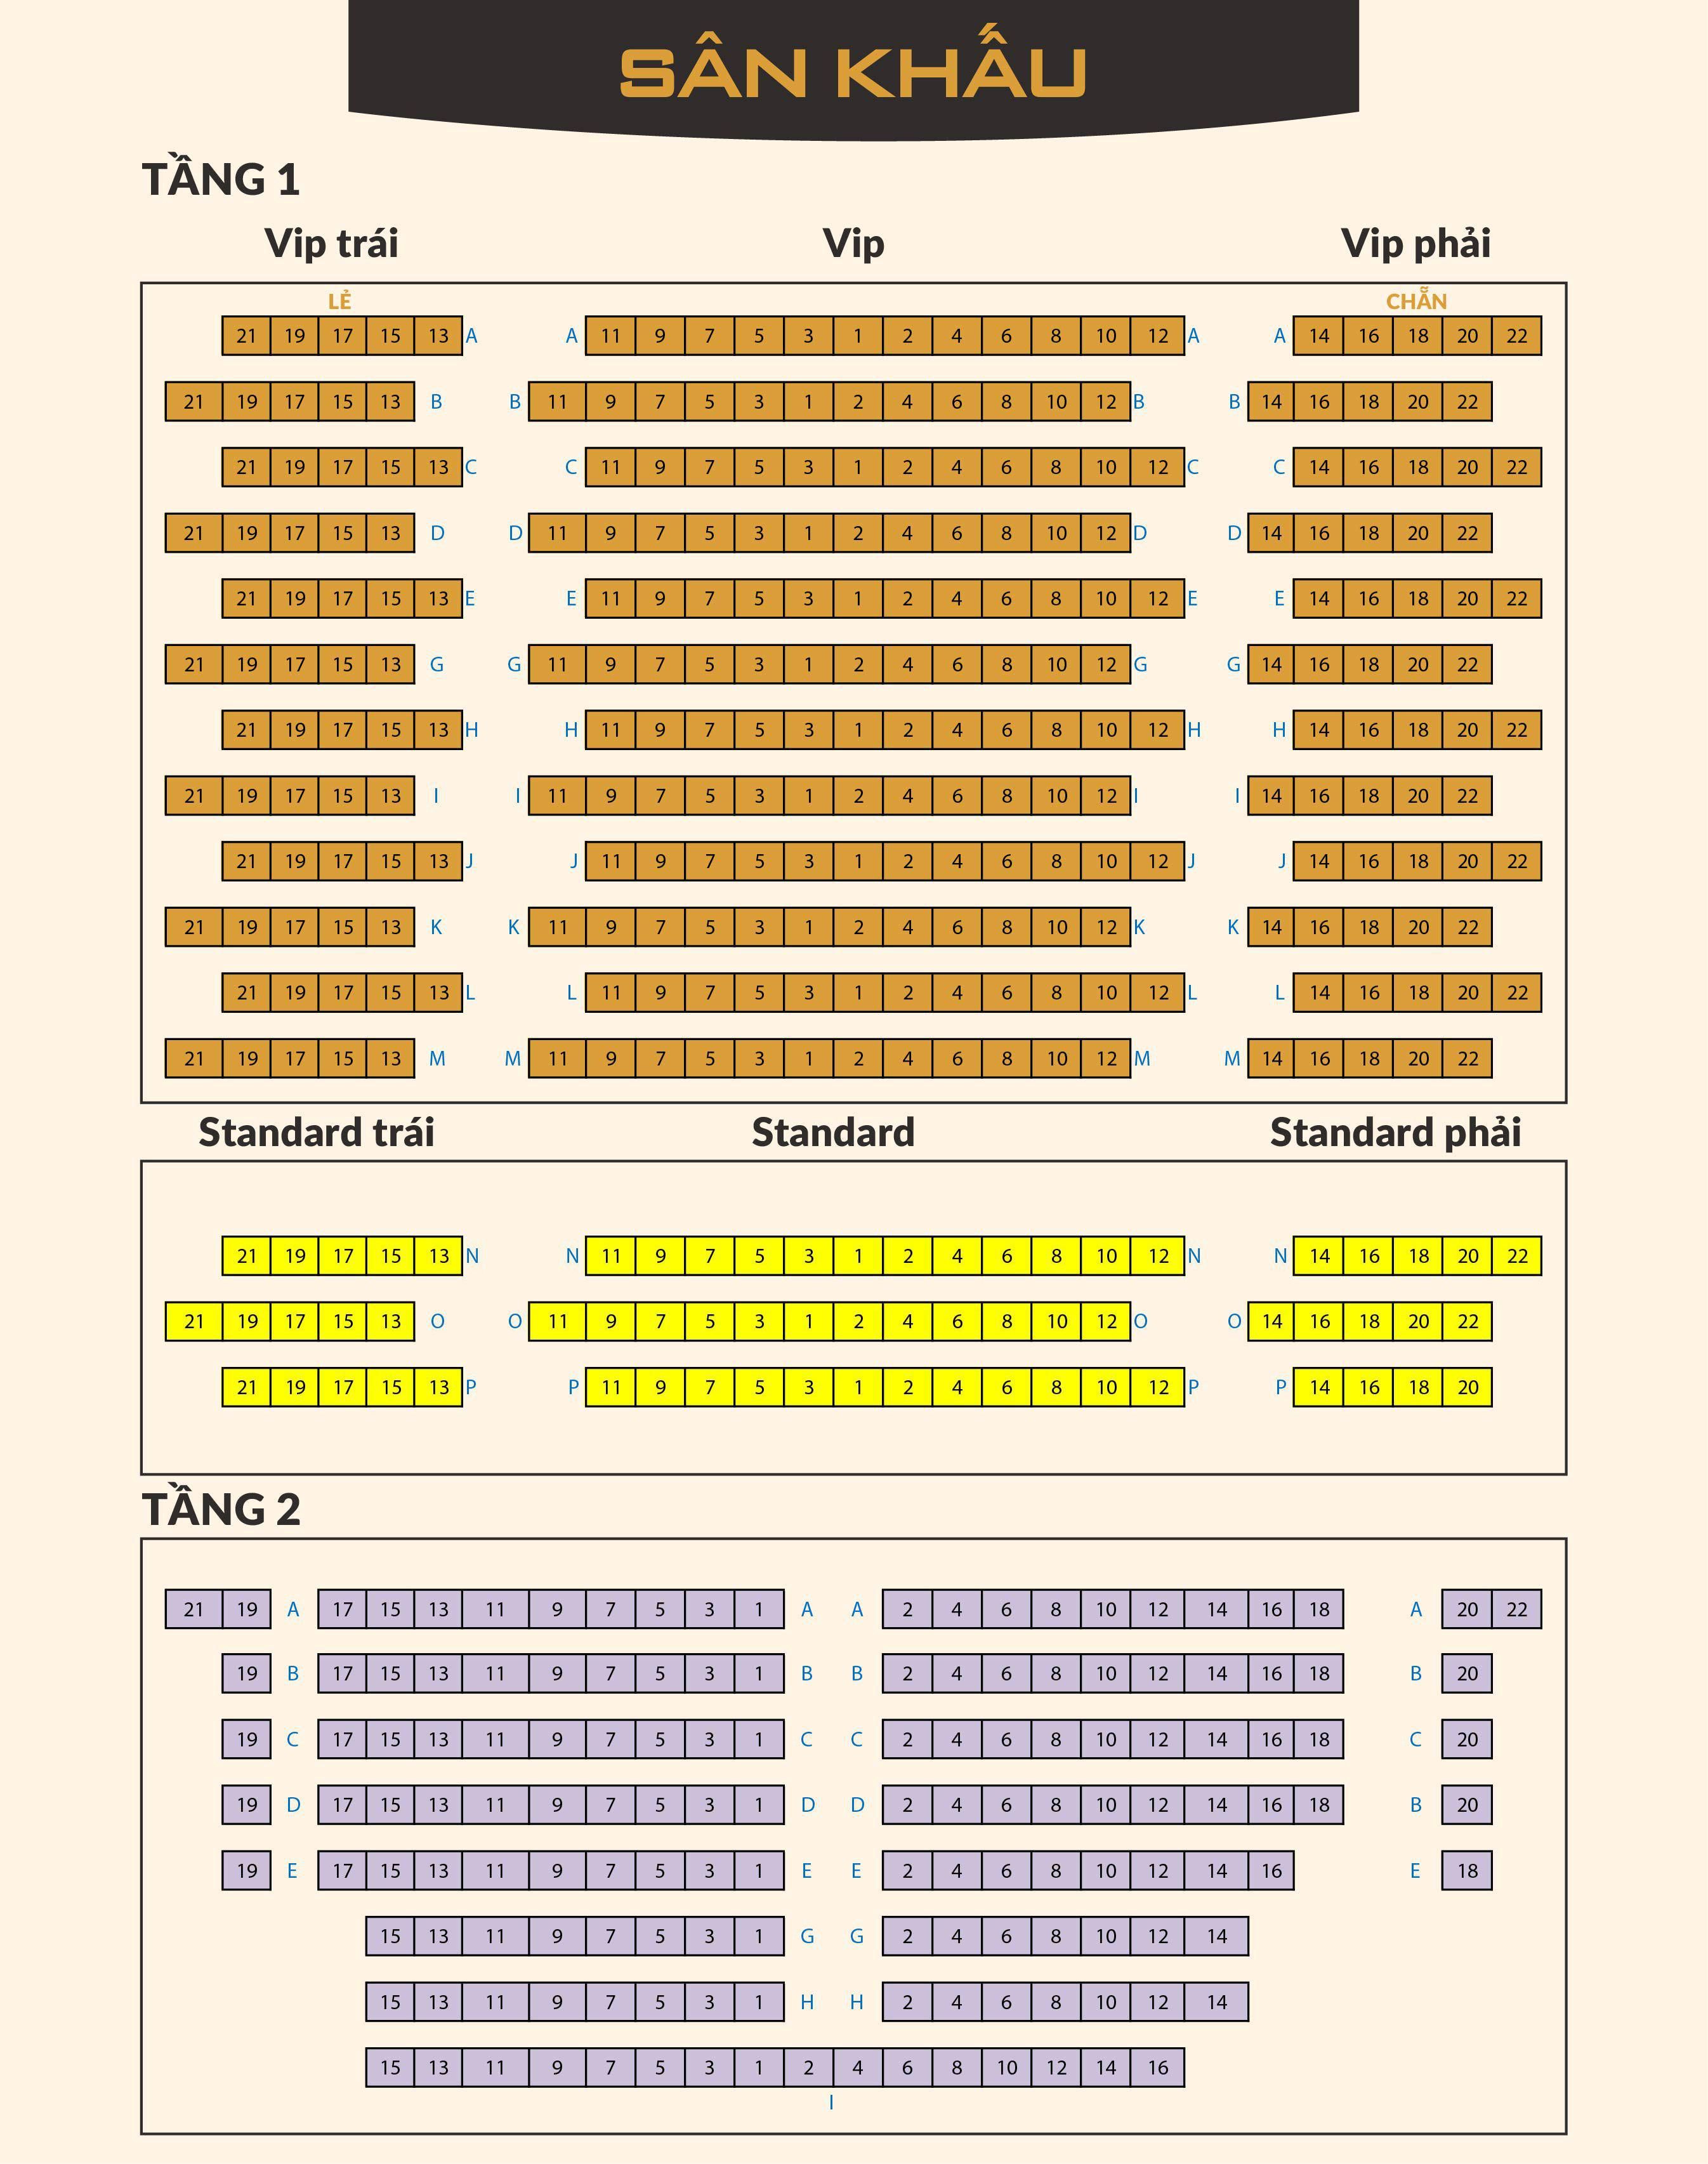 SÂN KHẤU
TẦNG 1
Vip trái Vip Vip phải
LẺ CHẴN
21 19 17 15 13 A A 11 9 7 5 3 1 2 4 6 8 10 12 A A 14 16 18 20 22
21 19 17 15 13 B B 11 9 7 5 3 1 2 4 6 8 10 12 B B 14 16 18 20 22
21 19 17 15 13 C C 11 9 7 5 3 1 2 4 6 8 10 12 C C 14 16 18 20 22
21 19 17 15 13 D D 11 9 7 5 3 1 2 4 6 8 10 12 D D 14 16 18 20 22
21 19 17 15 13 E E 11 9 7 5 3 1 2 4 6 8 10 12 E E 14 16 18 20 22
21 19 17 15 13 G G 11 9 7 5 3 1 2 4 6 8 10 12 G G 14 16 18 20 22
21 19 17 15 13 H H 11 9 7 5 3 1 2 4 6 8 10 12 H H 14 16 18 20 22
21 19 17 15 13 I I 11 9 7 5 3 1 2 4 6 8 10 12 I I 14 16 18 20 22
21 19 17 15 13 J J 11 9 7 5 3 1 2 4 6 8 10 12 J J 14 16 18 20 22
21 19 17 15 13 K K 11 9 7 5 3 1 2 4 6 8 10 12 K K 14 16 18 20 22
21 19 17 15 13 L L 11 9 7 5 3 1 2 4 6 8 10 12 L L 14 16 18 20 22
21 19 17 15 13 M M 11 9 7 5 3 1 2 4 6 8 10 12 M M 14 16 18 20 22
Standard trái Standard Standard phải
21 19 17 15 13 N N 11 9 7 5 3 1 2 4 6 8 10 12 N N 14 16 18 20 22
21 19 17 15 13 O O 11 9 7 5 3 1 2 4 6 8 10 12 O O 14 16 18 20 22
21 19 17 15 13 P P 11 9 7 5 3 1 2 4 6 8 10 12 P P 14 16 18 20
TẦNG 2
21 19 A 17 15 13 11 9 7 5 3 1 A A 2 4 6 8 10 12 14 16 18 A 20 22
19 B 17 15 13 11 9 7 5 3 1 B B 2 4 6 8 10 12 14 16 18 B 20
19 C 17 15 13 11 9 7 5 3 1 C C 2 4 6 8 10 12 14 16 18 C 20
19 D 17 15 13 11 9 7 5 3 1 D D 2 4 6 8 10 12 14 16 18 B 20
19 E 17 15 13 11 9 7 5 3 1 E E 2 4 6 8 10 12 14 16 E 18
15 13 11 9 7 5 3 1 G G 2 4 6 8 10 12 14
15 13 11 9 7 5 3 1 H H 2 4 6 8 10 12 14
15 13 11 9 7 5 3 1 2 4 6 8 10 12 14 16
I